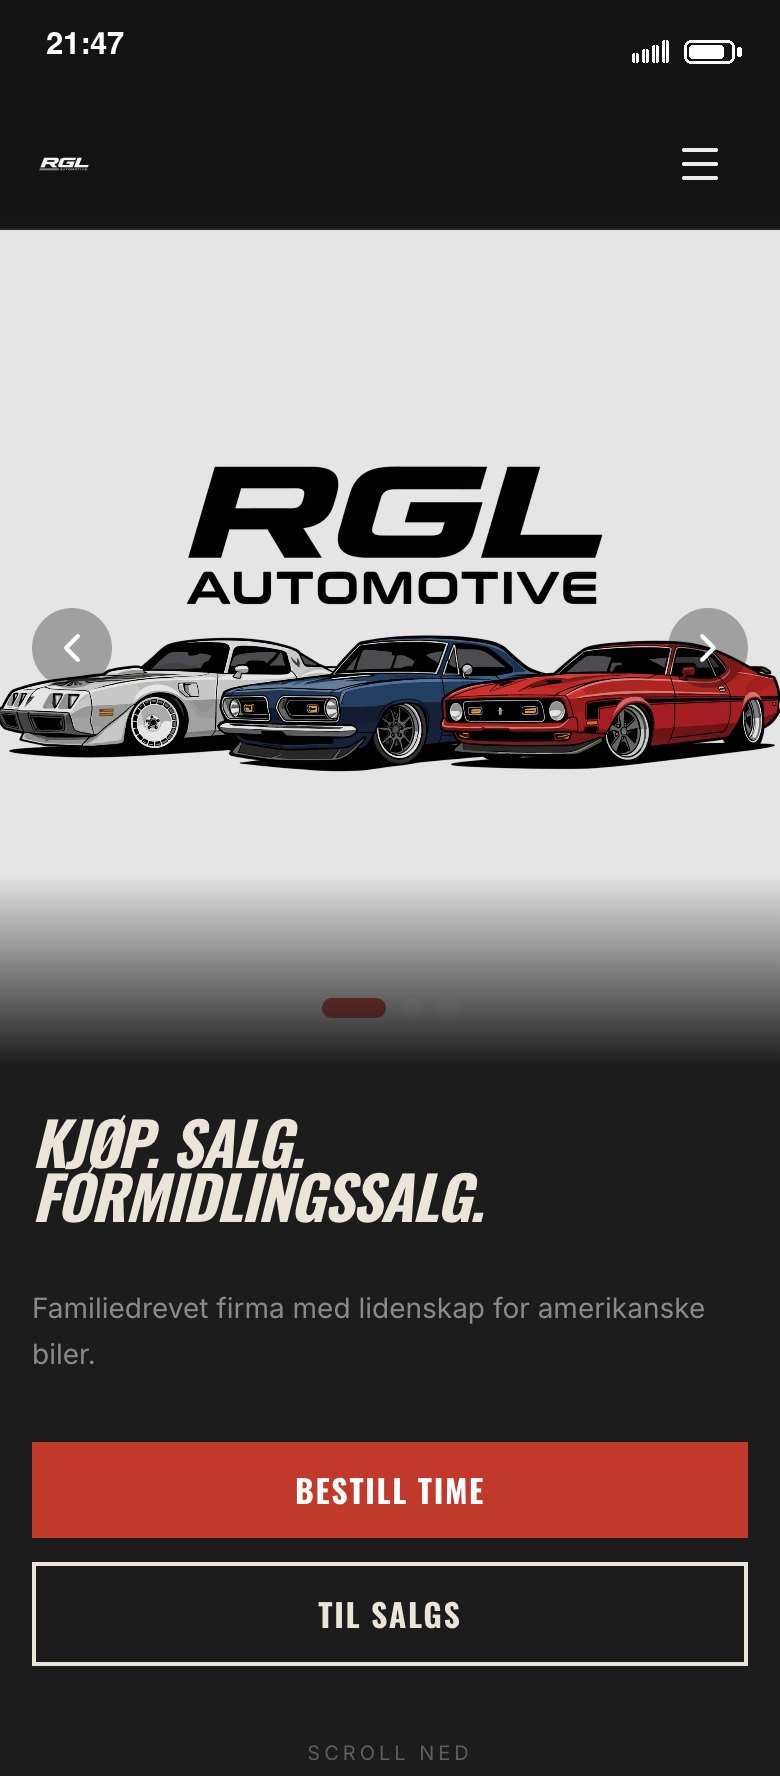 21:47
RGL
AUTOMOTIVE
RGL
AUTOMOTIVE
KJØP. SALG.
FORMIDLINGSSALG.
Familiedrevet firma med lidenskap for amerikanske
biler.
BESTILL TIME
TIL SALGS
SCROLL NED